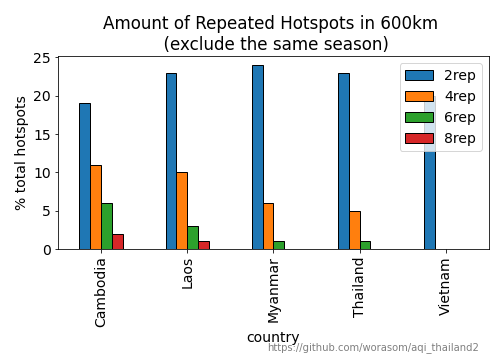 Amount of Repeated Hotspots in 600km
(exclude the same season)
% total hotspots
25
20
15
10
5
0
2rep
4rep
6rep
8rep
Cambodia
Laos
Myanmar
Thailand
Vietnam
country
https://github.com/worasom/aqi_thailand2